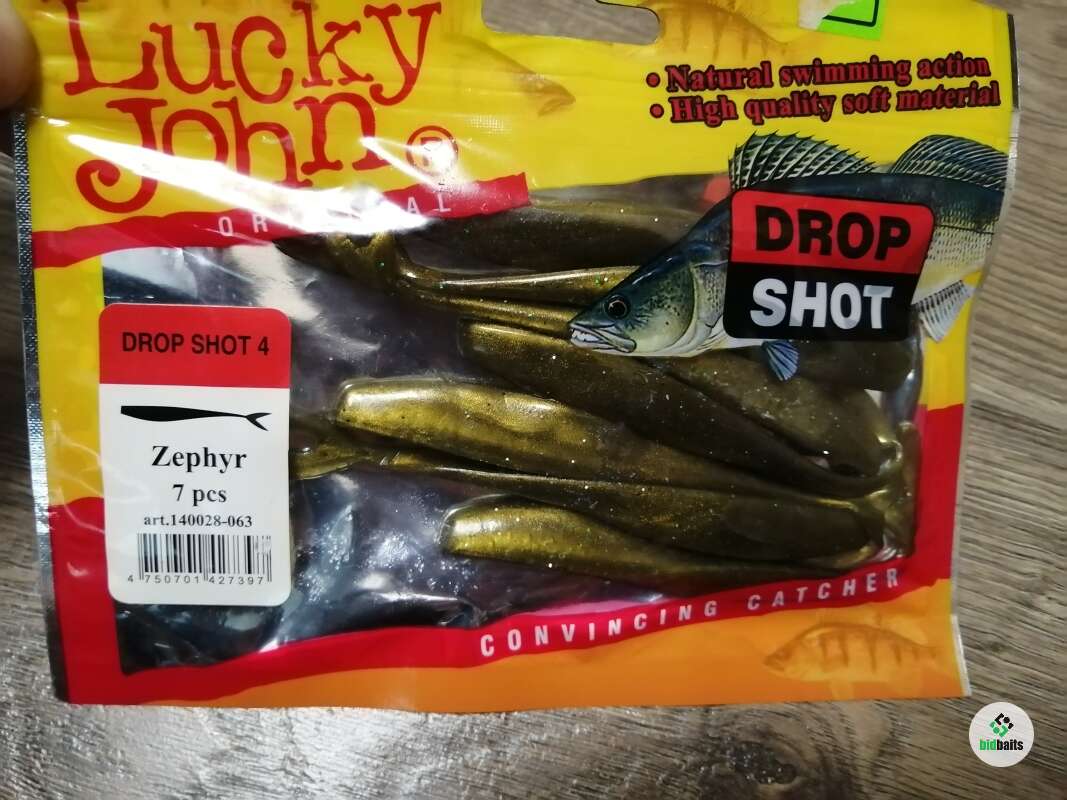 Lucky
John ®
ORIGINAL
• Natural swimming action
• High quality soft material
DROP
SHOT
DROP SHOT 4
Zephyr
7 pcs
art.140028-063
4 750701 427397
CONVINCING CATCHER
bidbaits